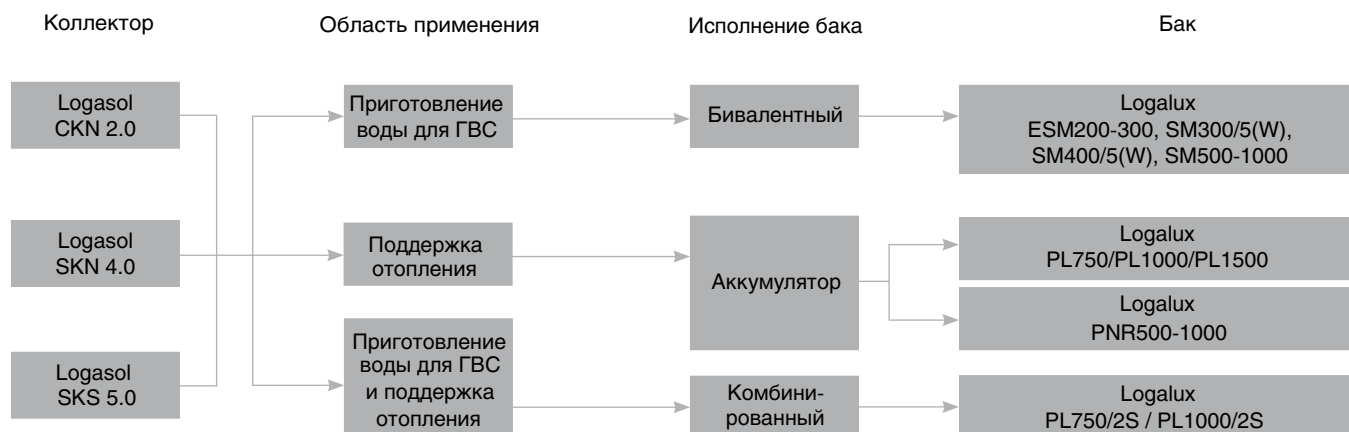 Коллектор
Область применения
Исполнение бака
Бак
Logasol
CKN 2.0
Приготовление
воды для ГВС
Бивалентный
Logalux
ESM200-300, SM300/5(W),
SM400/5(W), SM500-1000
Logasol
SKN 4.0
Поддержка
отопления
Аккумулятор
Logalux
PL750/PL1000/PL1500
Logalux
PNR500-1000
Logasol
SKS 5.0
Приготовление
воды для ГВС
и поддержка
отопления
Комбини-
рованный
Logalux
PL750/2S / PL1000/2S